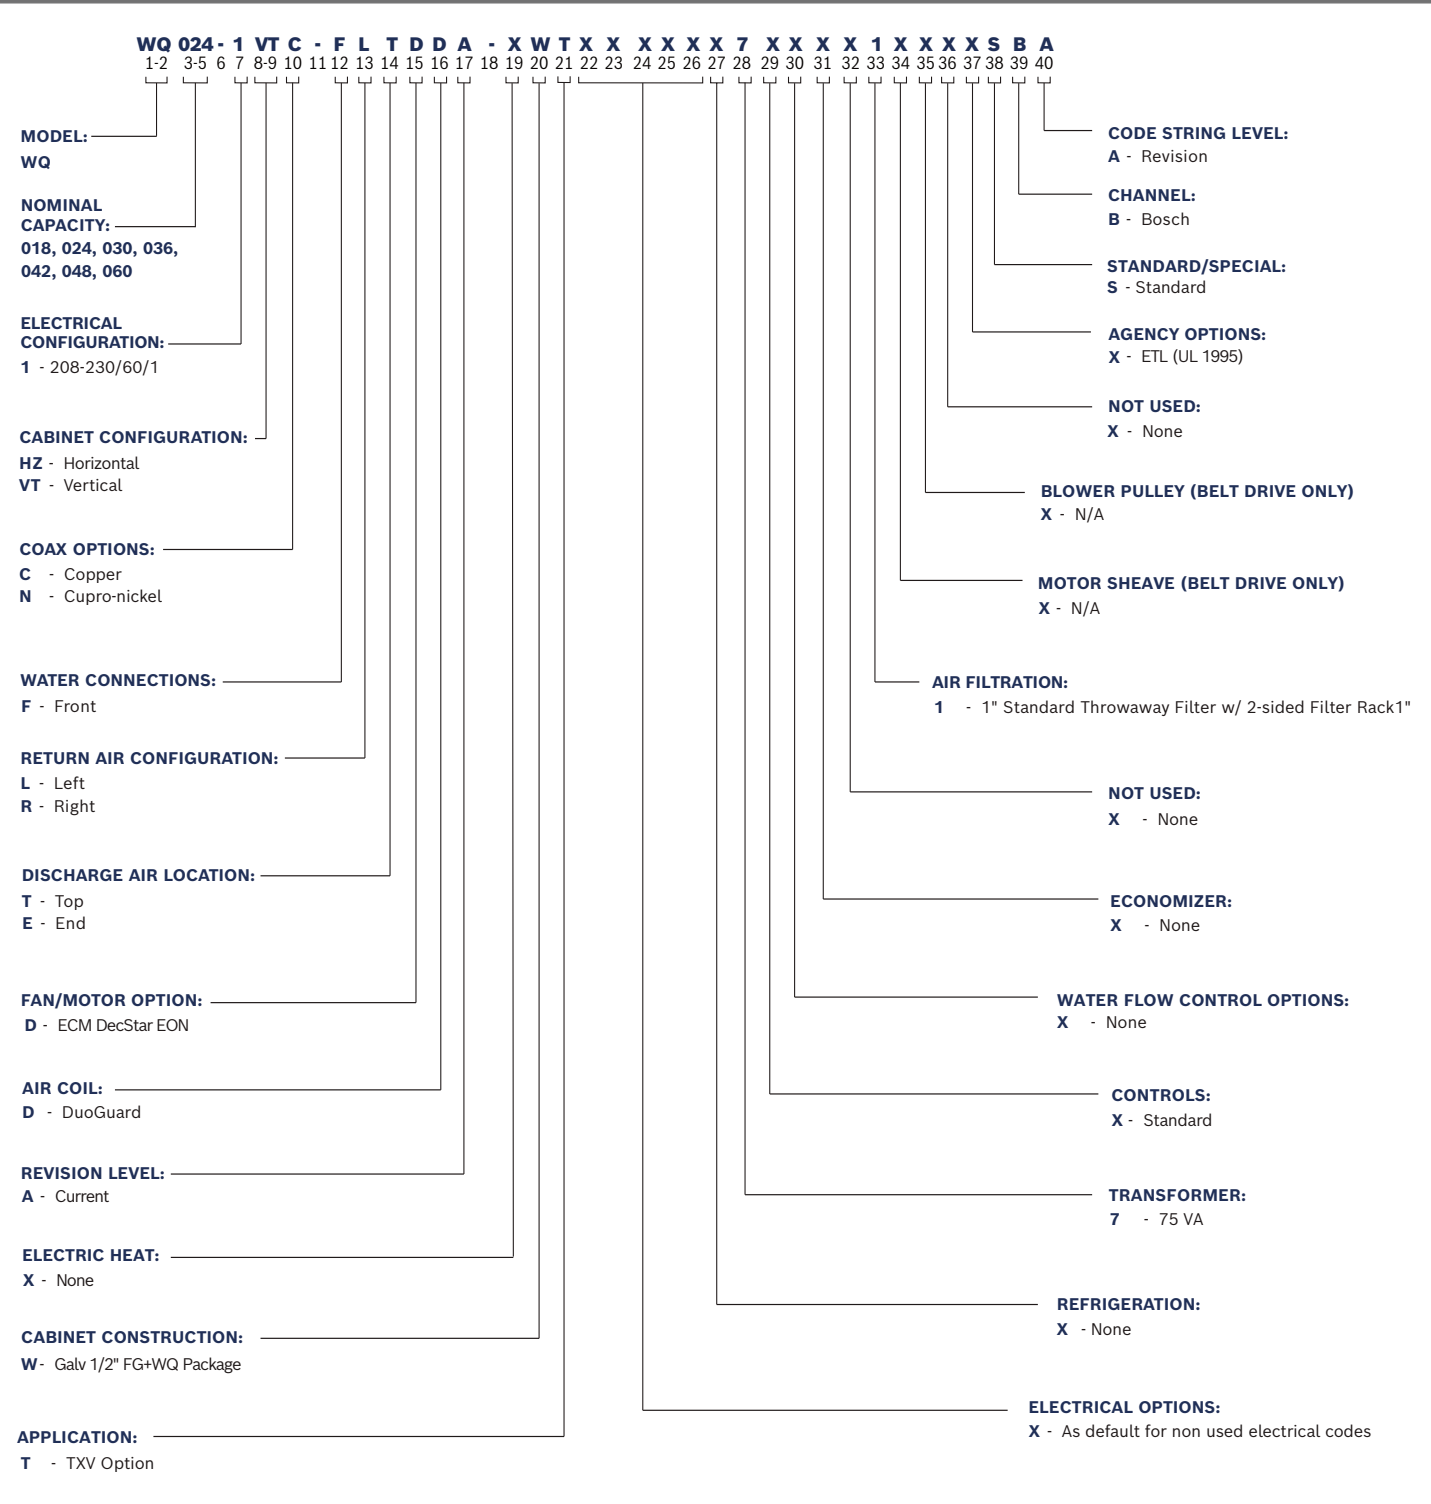 WQ 024 - 1 VT C - F L T D D A - X W T X X X X X X 7 X X X X 1 X X X X S B A
1-2 3-5 6 7 8-9 10 11 12 13 14 15 16 17 18 19 20 21 22 23 24 25 26 27 28 29 30 31 32 33 34 35 36 37 38 39 40
MODEL:
WQ
NOMINAL
CAPACITY:
018, 024, 030, 036,
042, 048, 060
ELECTRICAL
CONFIGURATION:
1 - 208-230/60/1
CABINET CONFIGURATION:
HZ - Horizontal
VT - Vertical
COAX OPTIONS:
C - Copper
N - Cupro-nickel
WATER CONNECTIONS:
F - Front
RETURN AIR CONFIGURATION:
L - Left
R - Right
DISCHARGE AIR LOCATION:
T - Top
E - End
FAN/MOTOR OPTION:
D - ECM DecStar EON
AIR COIL:
D - DuoGuard
REVISION LEVEL:
A - Current
ELECTRIC HEAT:
X - None
CABINET CONSTRUCTION:
W- Galv 1/2" FG+WQ Package
APPLICATION:
T - TXV Option
CODE STRING LEVEL:
A - Revision
CHANNEL:
B - Bosch
STANDARD/SPECIAL:
S - Standard
AGENCY OPTIONS:
X - ETL (UL 1995)
NOT USED:
X - None
BLOWER PULLEY (BELT DRIVE ONLY)
X - N/A
MOTOR SHEAVE (BELT DRIVE ONLY)
X - N/A
AIR FILTRATION:
1 - 1" Standard Throwaway Filter w/ 2-sided Filter Rack1"
NOT USED:
X - None
ECONOMIZER:
X - None
WATER FLOW CONTROL OPTIONS:
X - None
CONTROLS:
X - Standard
TRANSFORMER:
7 - 75 VA
REFRIGERATION:
X - None
ELECTRICAL OPTIONS:
X - As default for non used electrical codes